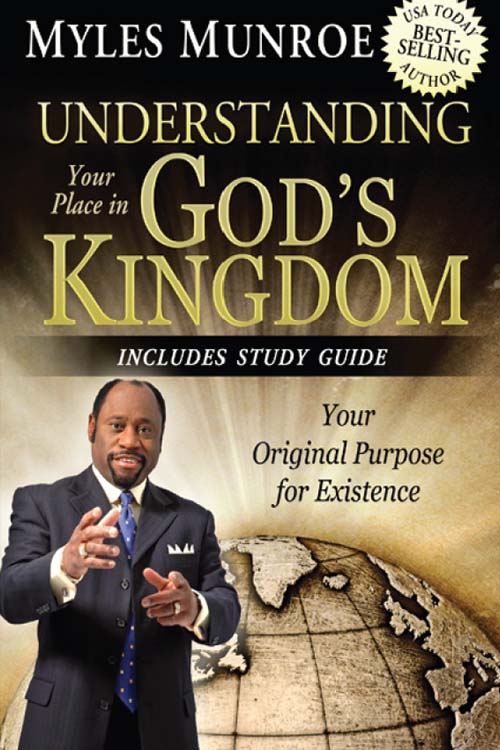 MYLES MUNROE
USA TODAY
BEST-
SELLING
AUTHOR
UNDERSTANDING
Your
Place in
GOD'S
KINGDOM
INCLUDES STUDY GUIDE
Your
Original Purpose
for Existence